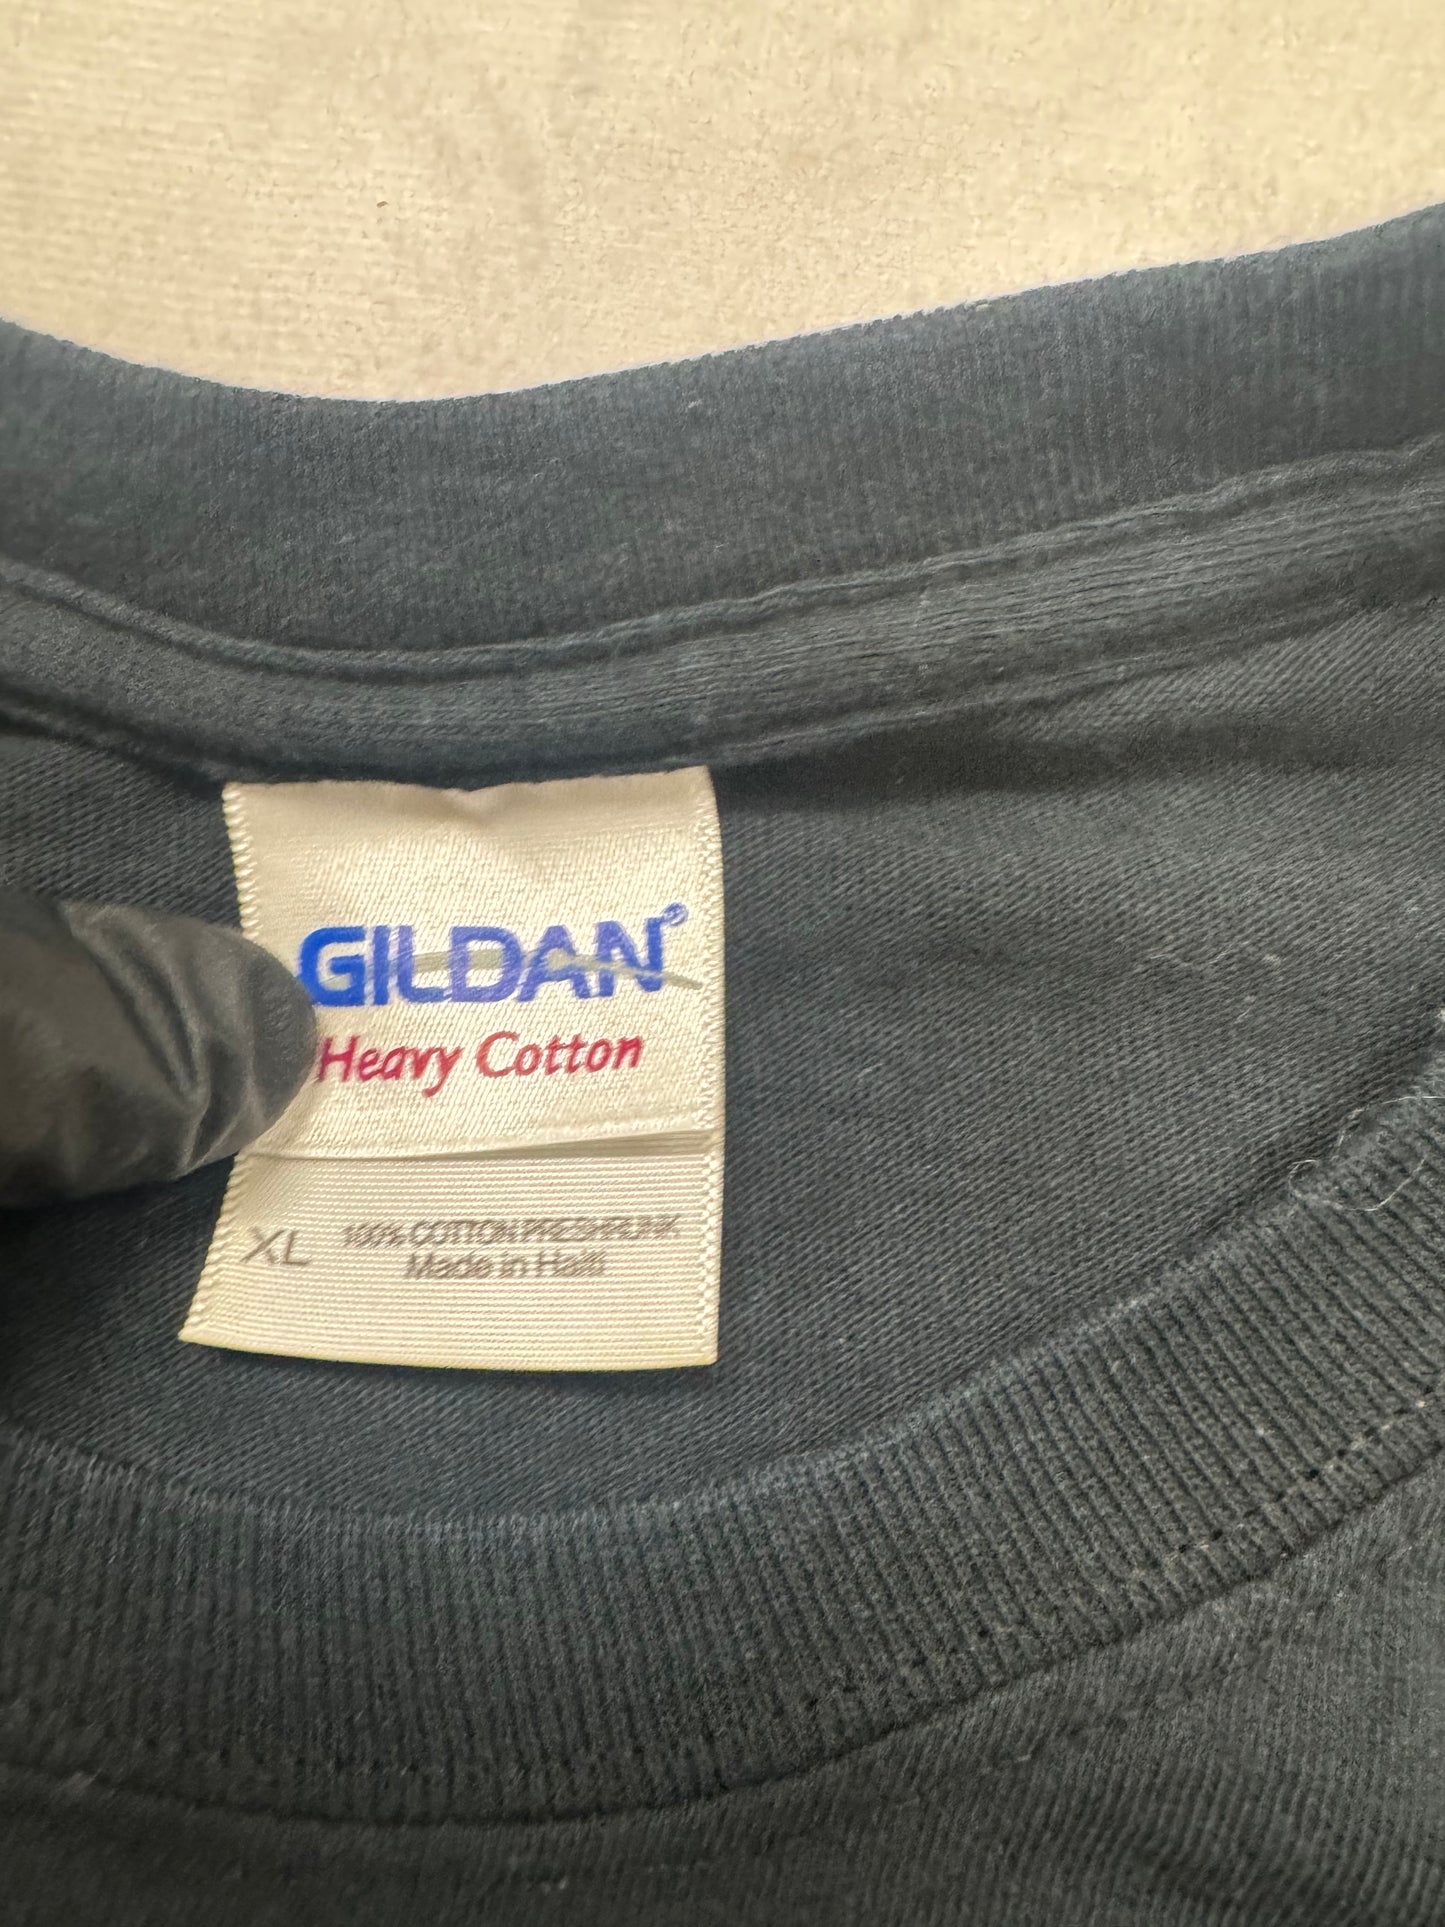 GILDAN®
Heavy Cotton
XL 100% COTTON PRESHRUNK
Made in Haiti